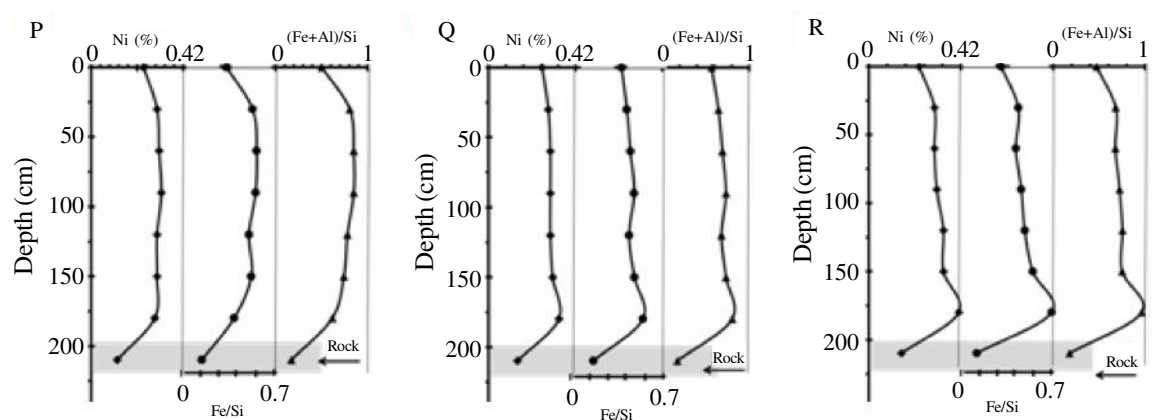 P
Ni (%)
(Fe+Al)/Si
0 0.42 0 1
0
50
100
150
200
Depth (cm)
Rock
0 0.7
Fe/Si
Q
Ni (%)
(Fe+Al)/Si
0 0.42 0 1
0
50
100
150
200
Depth (cm)
Rock
0 0.7
Fe/Si
R
Ni (%)
(Fe+Al)/Si
0 0.42 0 1
0
50
100
150
200
Depth (cm)
Rock
0 0.7
Fe/Si